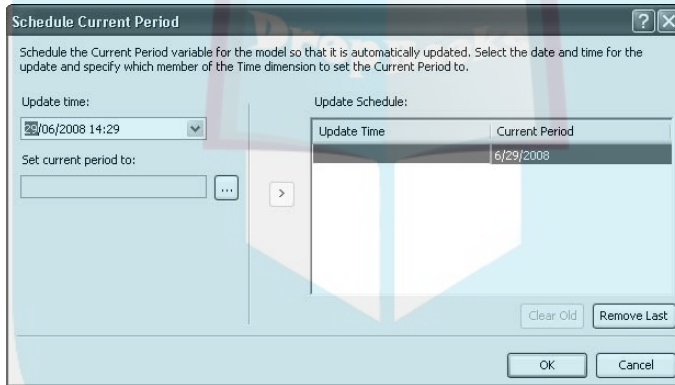 Schedule Current Period
Schedule the Current Period variable for the model so that it is automatically updated. Select the date and time for the
update and specify which member of the Time dimension to set the Current Period to.
Update time:
29/06/2008 14:29
Set current period to:
...
>
Update Schedule:
Update Time Current Period
6/29/2008
Clear Old Remove Last
OK Cancel